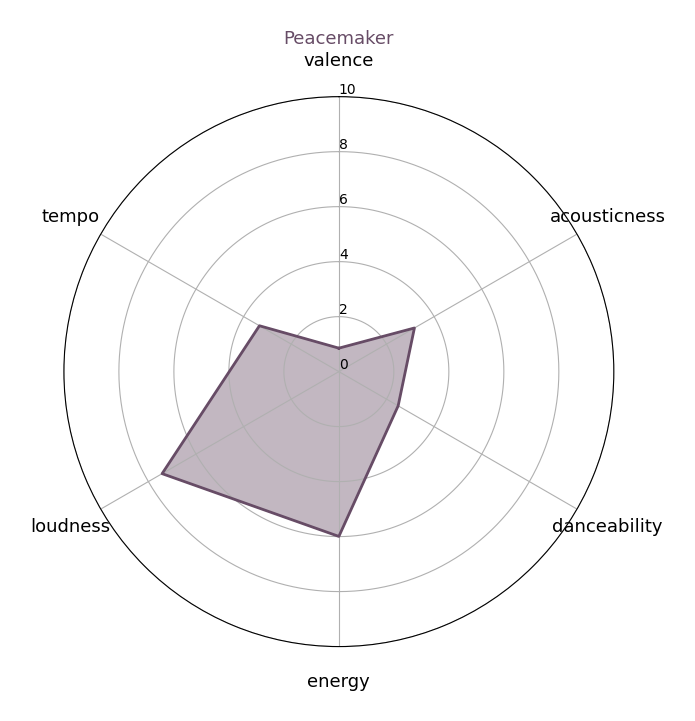 Peacemaker
valence
10
8
6
4
2
0
tempo
acousticness
loudness
danceability
energy